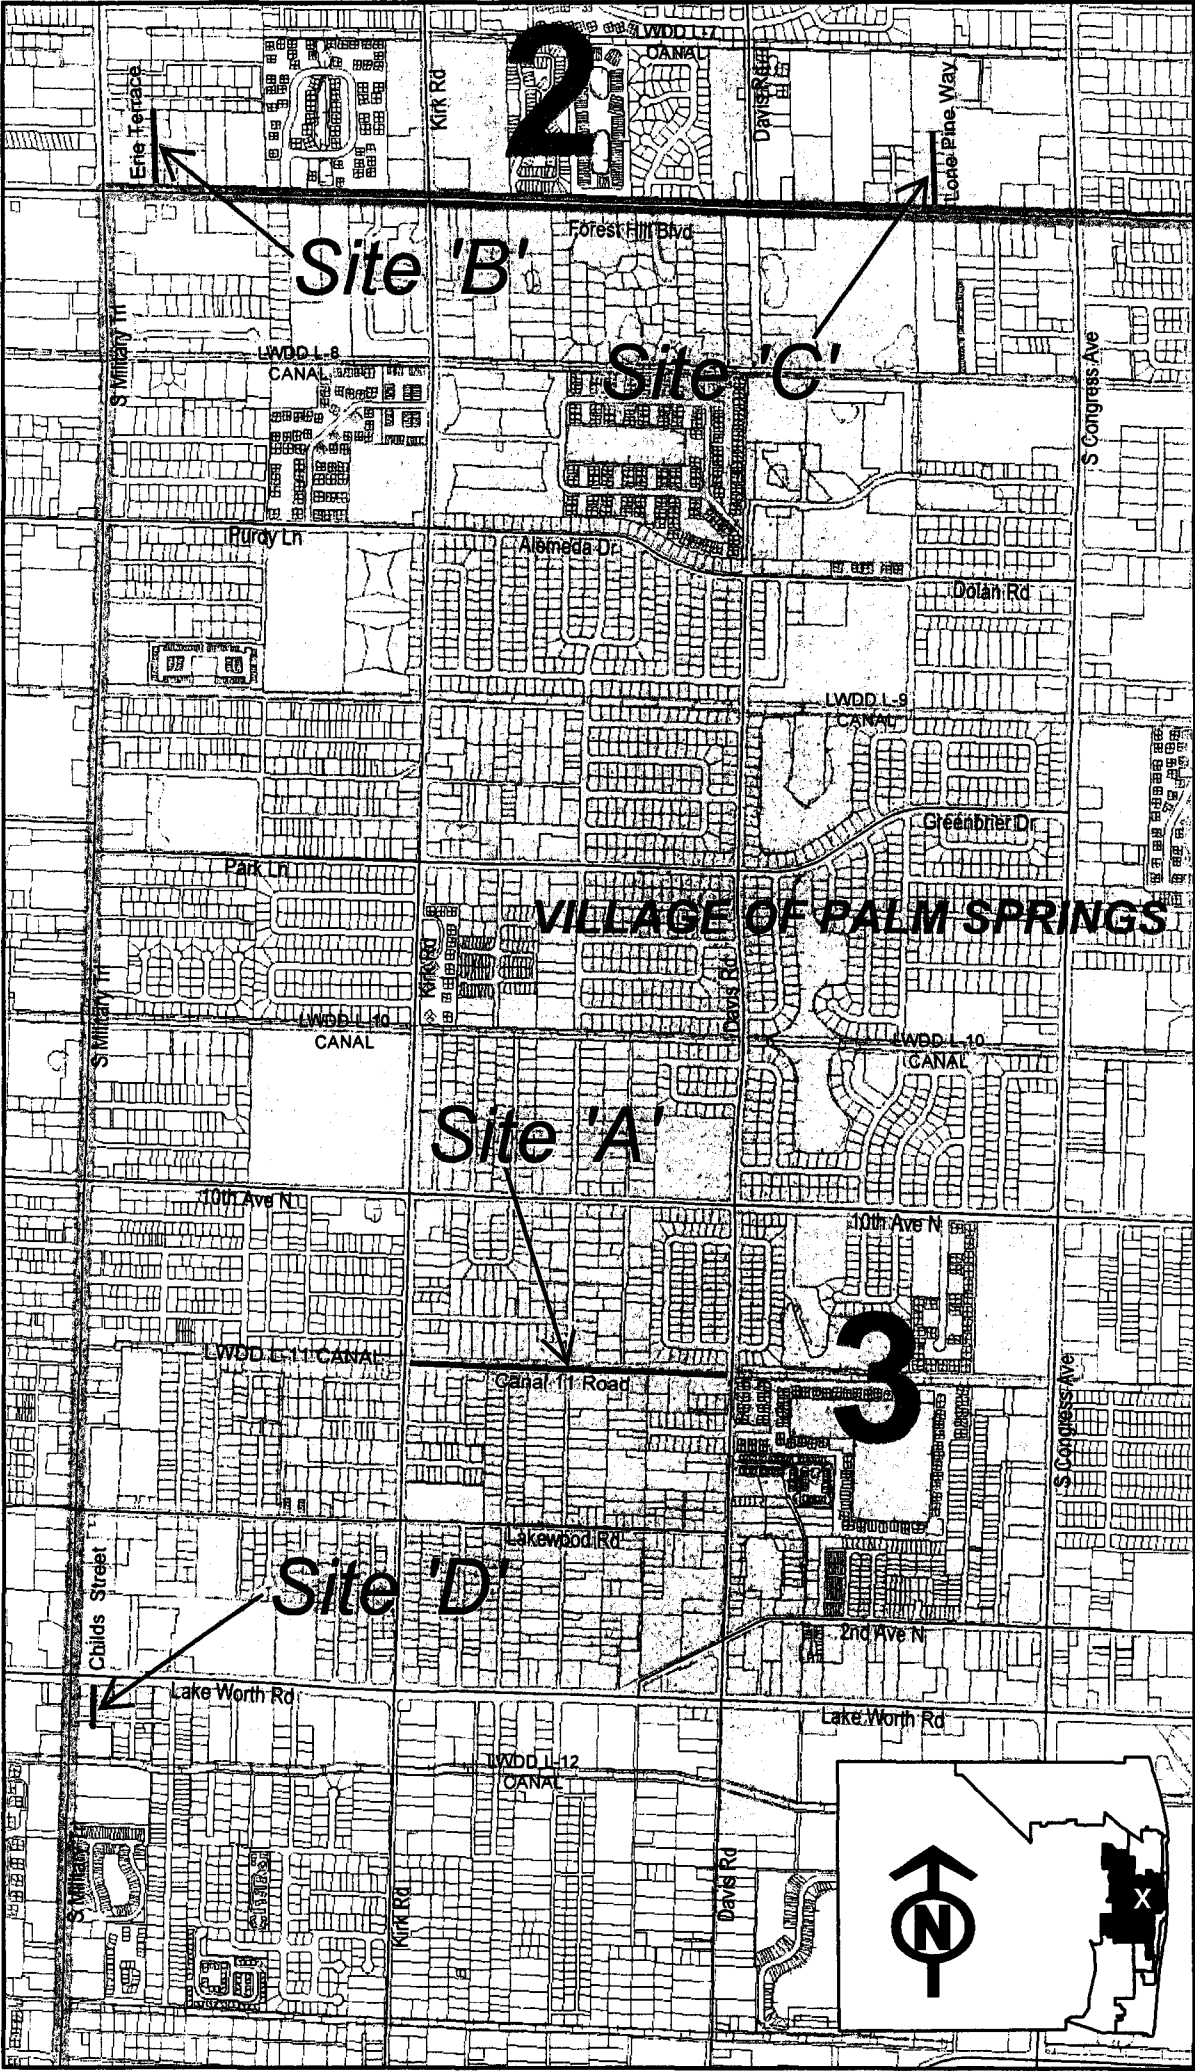 LWDD L-7
CANAL
2
Erie Terrace
Kirk Rd
Davis Rd
Lone Pine Way
Forest Hill Blvd
Site 'B'
S Military Trl
LWDD L-8
CANAL
Site 'C'
S Congress Ave
Purdy Ln
Alemeda Dr
Dolan Rd
LWDD L-9
CANAL
Greenbrier Dr
Park Ln
VILLAGE OF PALM SPRINGS
Kirk Rd
Davis Rd
S Military Trl
LWDD L-10
CANAL
LWDD L-10
CANAL
Site 'A'
10th Ave N
10th Ave N
3
LWDD L-11 CANAL
Canal 11 Road
S Congress Ave
Lakewood Rd
Site 'D'
Childs Street
2nd Ave N
Lake Worth Rd
Lake Worth Rd
LWDD L-12
CANAL
S Military
Kirk Rd
Davis Rd
N
X